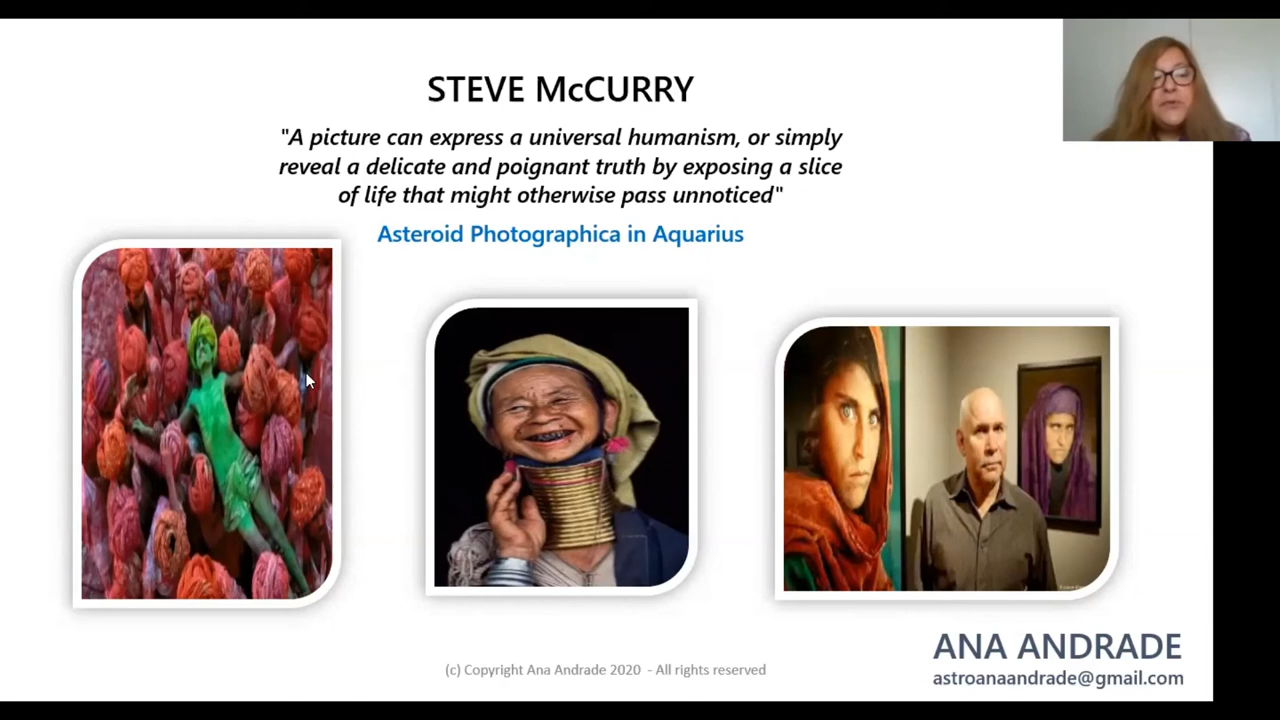 STEVE McCURRY
"A picture can express a universal humanism, or simply
reveal a delicate and poignant truth by exposing a slice
of life that might otherwise pass unnoticed"
Asteroid Photographica in Aquarius
ANA ANDRADE
(c) Copyright Ana Andrade 2020 - All rights reserved
astroanaandrade@gmail.com